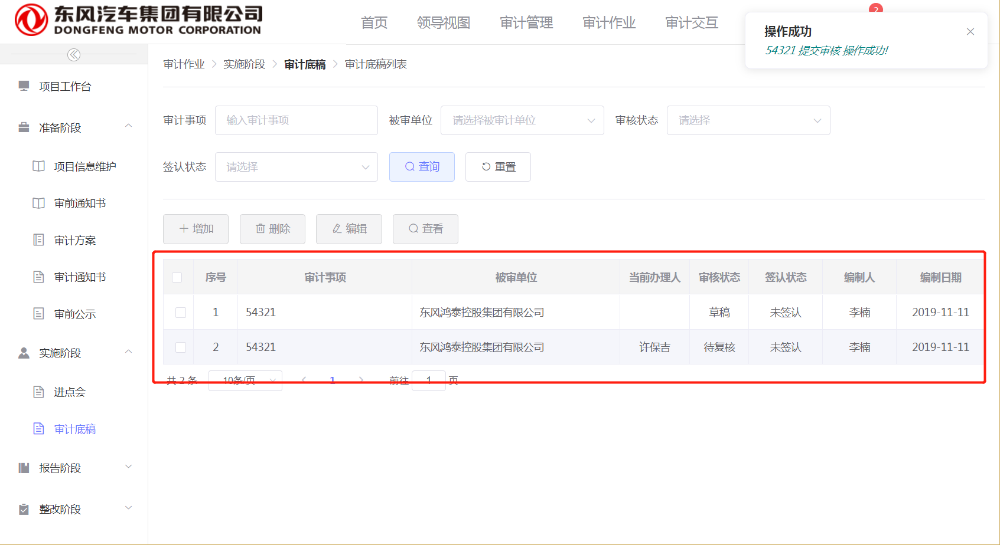 东风汽车集团有限公司
DONGFENG MOTOR CORPORATION
首页 领导视图 审计管理 审计作业 审计交互
2
操作成功
54321 提交审核 操作成功!
项目工作台
准备阶段
项目信息维护
审前通知书
审计方案
审计通知书
审前公示
实施阶段
进点会
审计底稿
报告阶段
整改阶段
审计作业 > 实施阶段 > 审计底稿 > 审计底稿列表
审计事项 输入审计事项 被审单位 请选择被审计单位 审核状态 请选择
签认状态 请选择 查询 重置
增加 删除 编辑 查看
序号 审计事项 被审单位 当前办理人 审核状态 签认状态 编制人 编制日期
1 54321 东风鸿泰控股集团有限公司 草稿 未签认 李楠 2019-11-11
2 54321 东风鸿泰控股集团有限公司 许保吉 待复核 未签认 李楠 2019-11-11
共 2 条 10条/页 1 前往 1 页